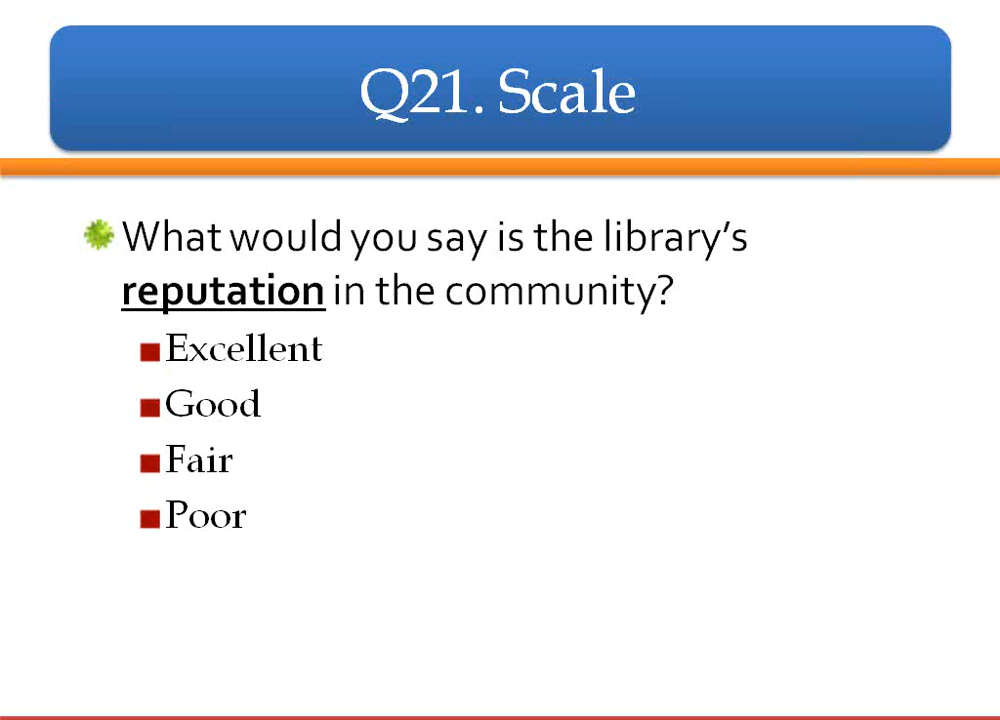 Q21. Scale
What would you say is the library's
reputation in the community?
Excellent
Good
Fair
Poor